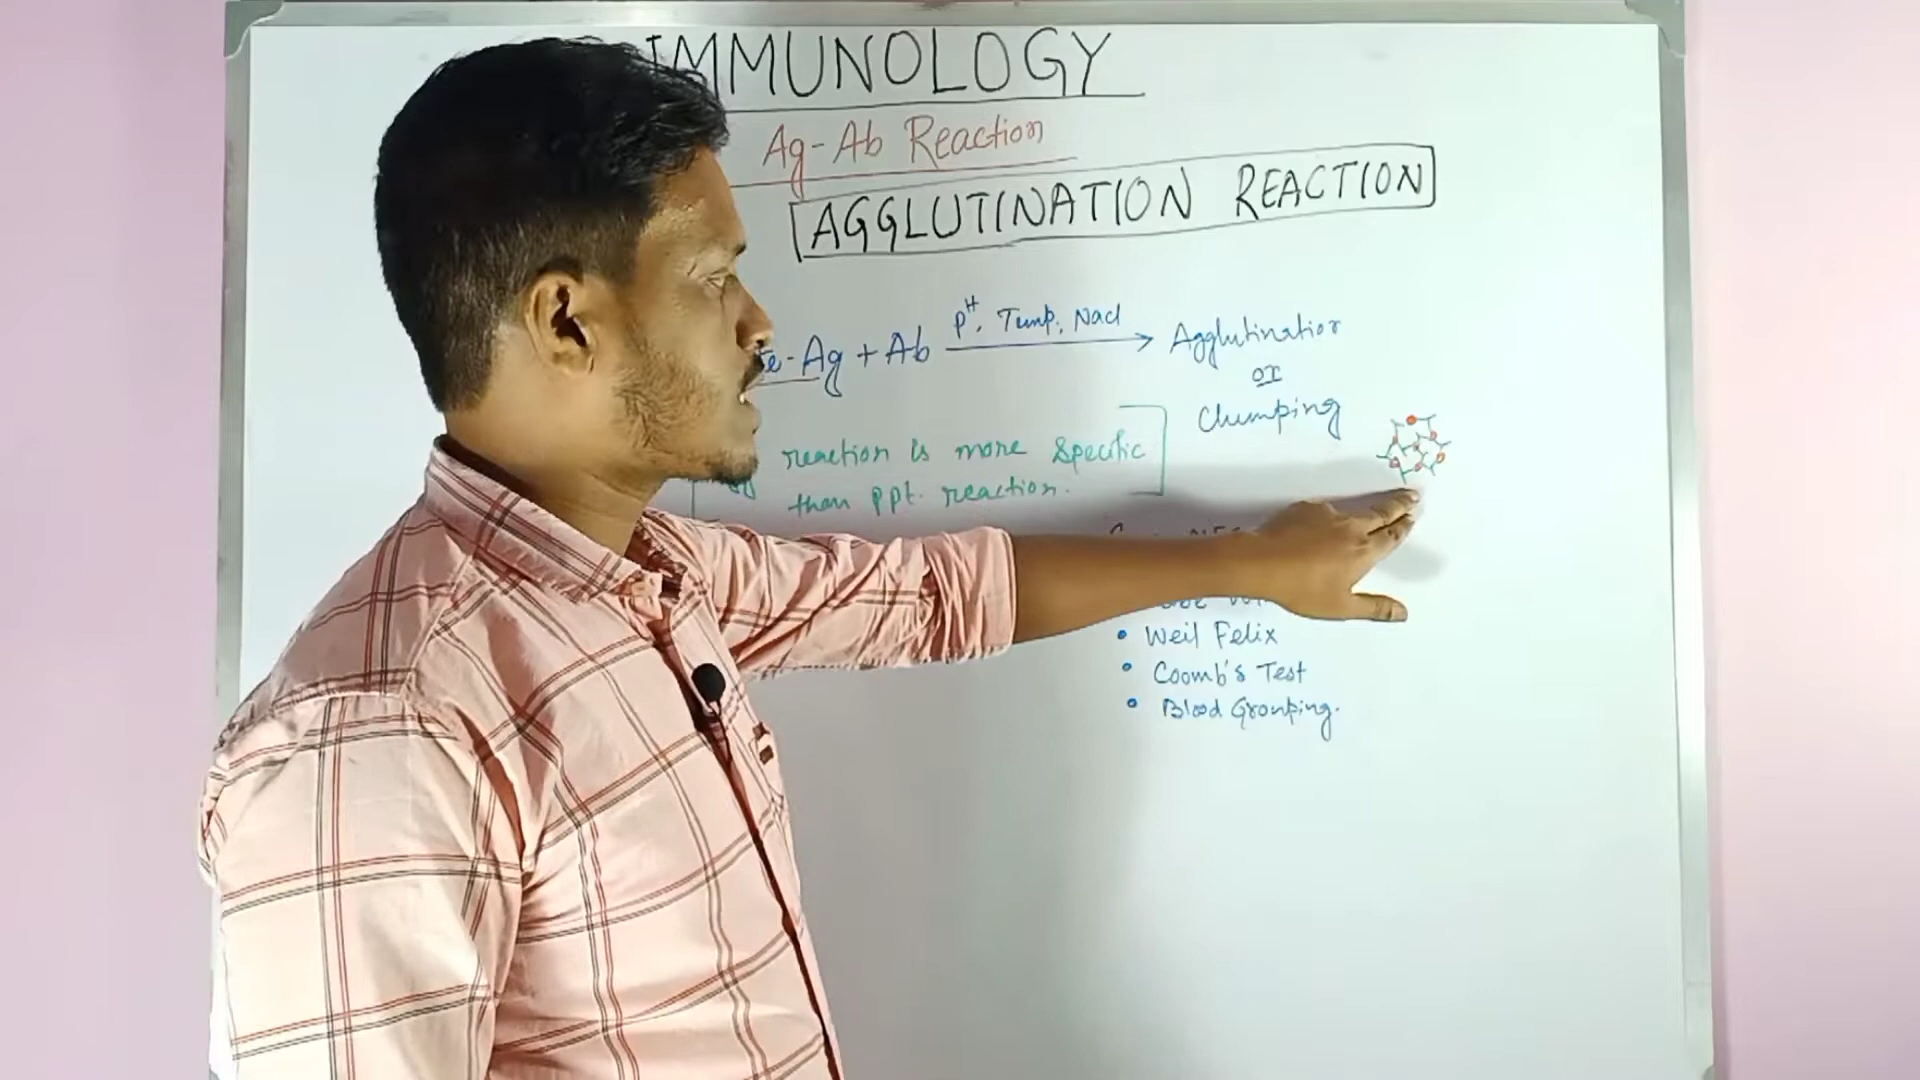 IMMUNOLOGY
Ag-Ab Reaction
AGGLUTINATION REACTION
Ag + Ab
pH, Temp, Nacl
Agglutination
or
Clumping
reaction is more specific
than ppt. reaction.
• Weil Felix
• Coomb's Test
• Blood Grouping.